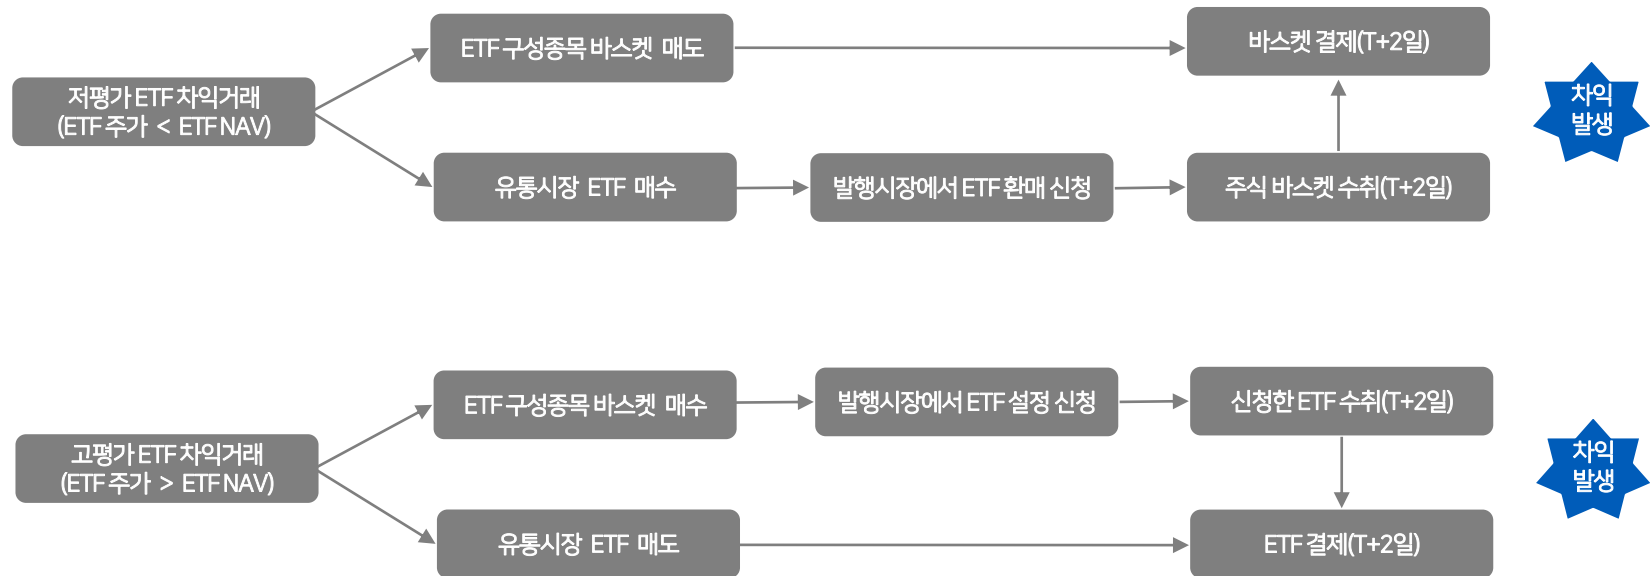 ETF 구성종목 바스켓 매도
바스켓 결제(T+2일)
저평가 ETF 차익거래
(ETF 주가 < ETF NAV)
차익
발생
유통시장 ETF 매수
발행시장에서 ETF 환매 신청
주식 바스켓 수취(T+2일)
ETF 구성종목 바스켓 매수
발행시장에서 ETF 설정 신청
신청한 ETF 수취(T+2일)
고평가 ETF 차익거래
(ETF 주가 > ETF NAV)
차익
발생
유통시장 ETF 매도
ETF 결제(T+2일)